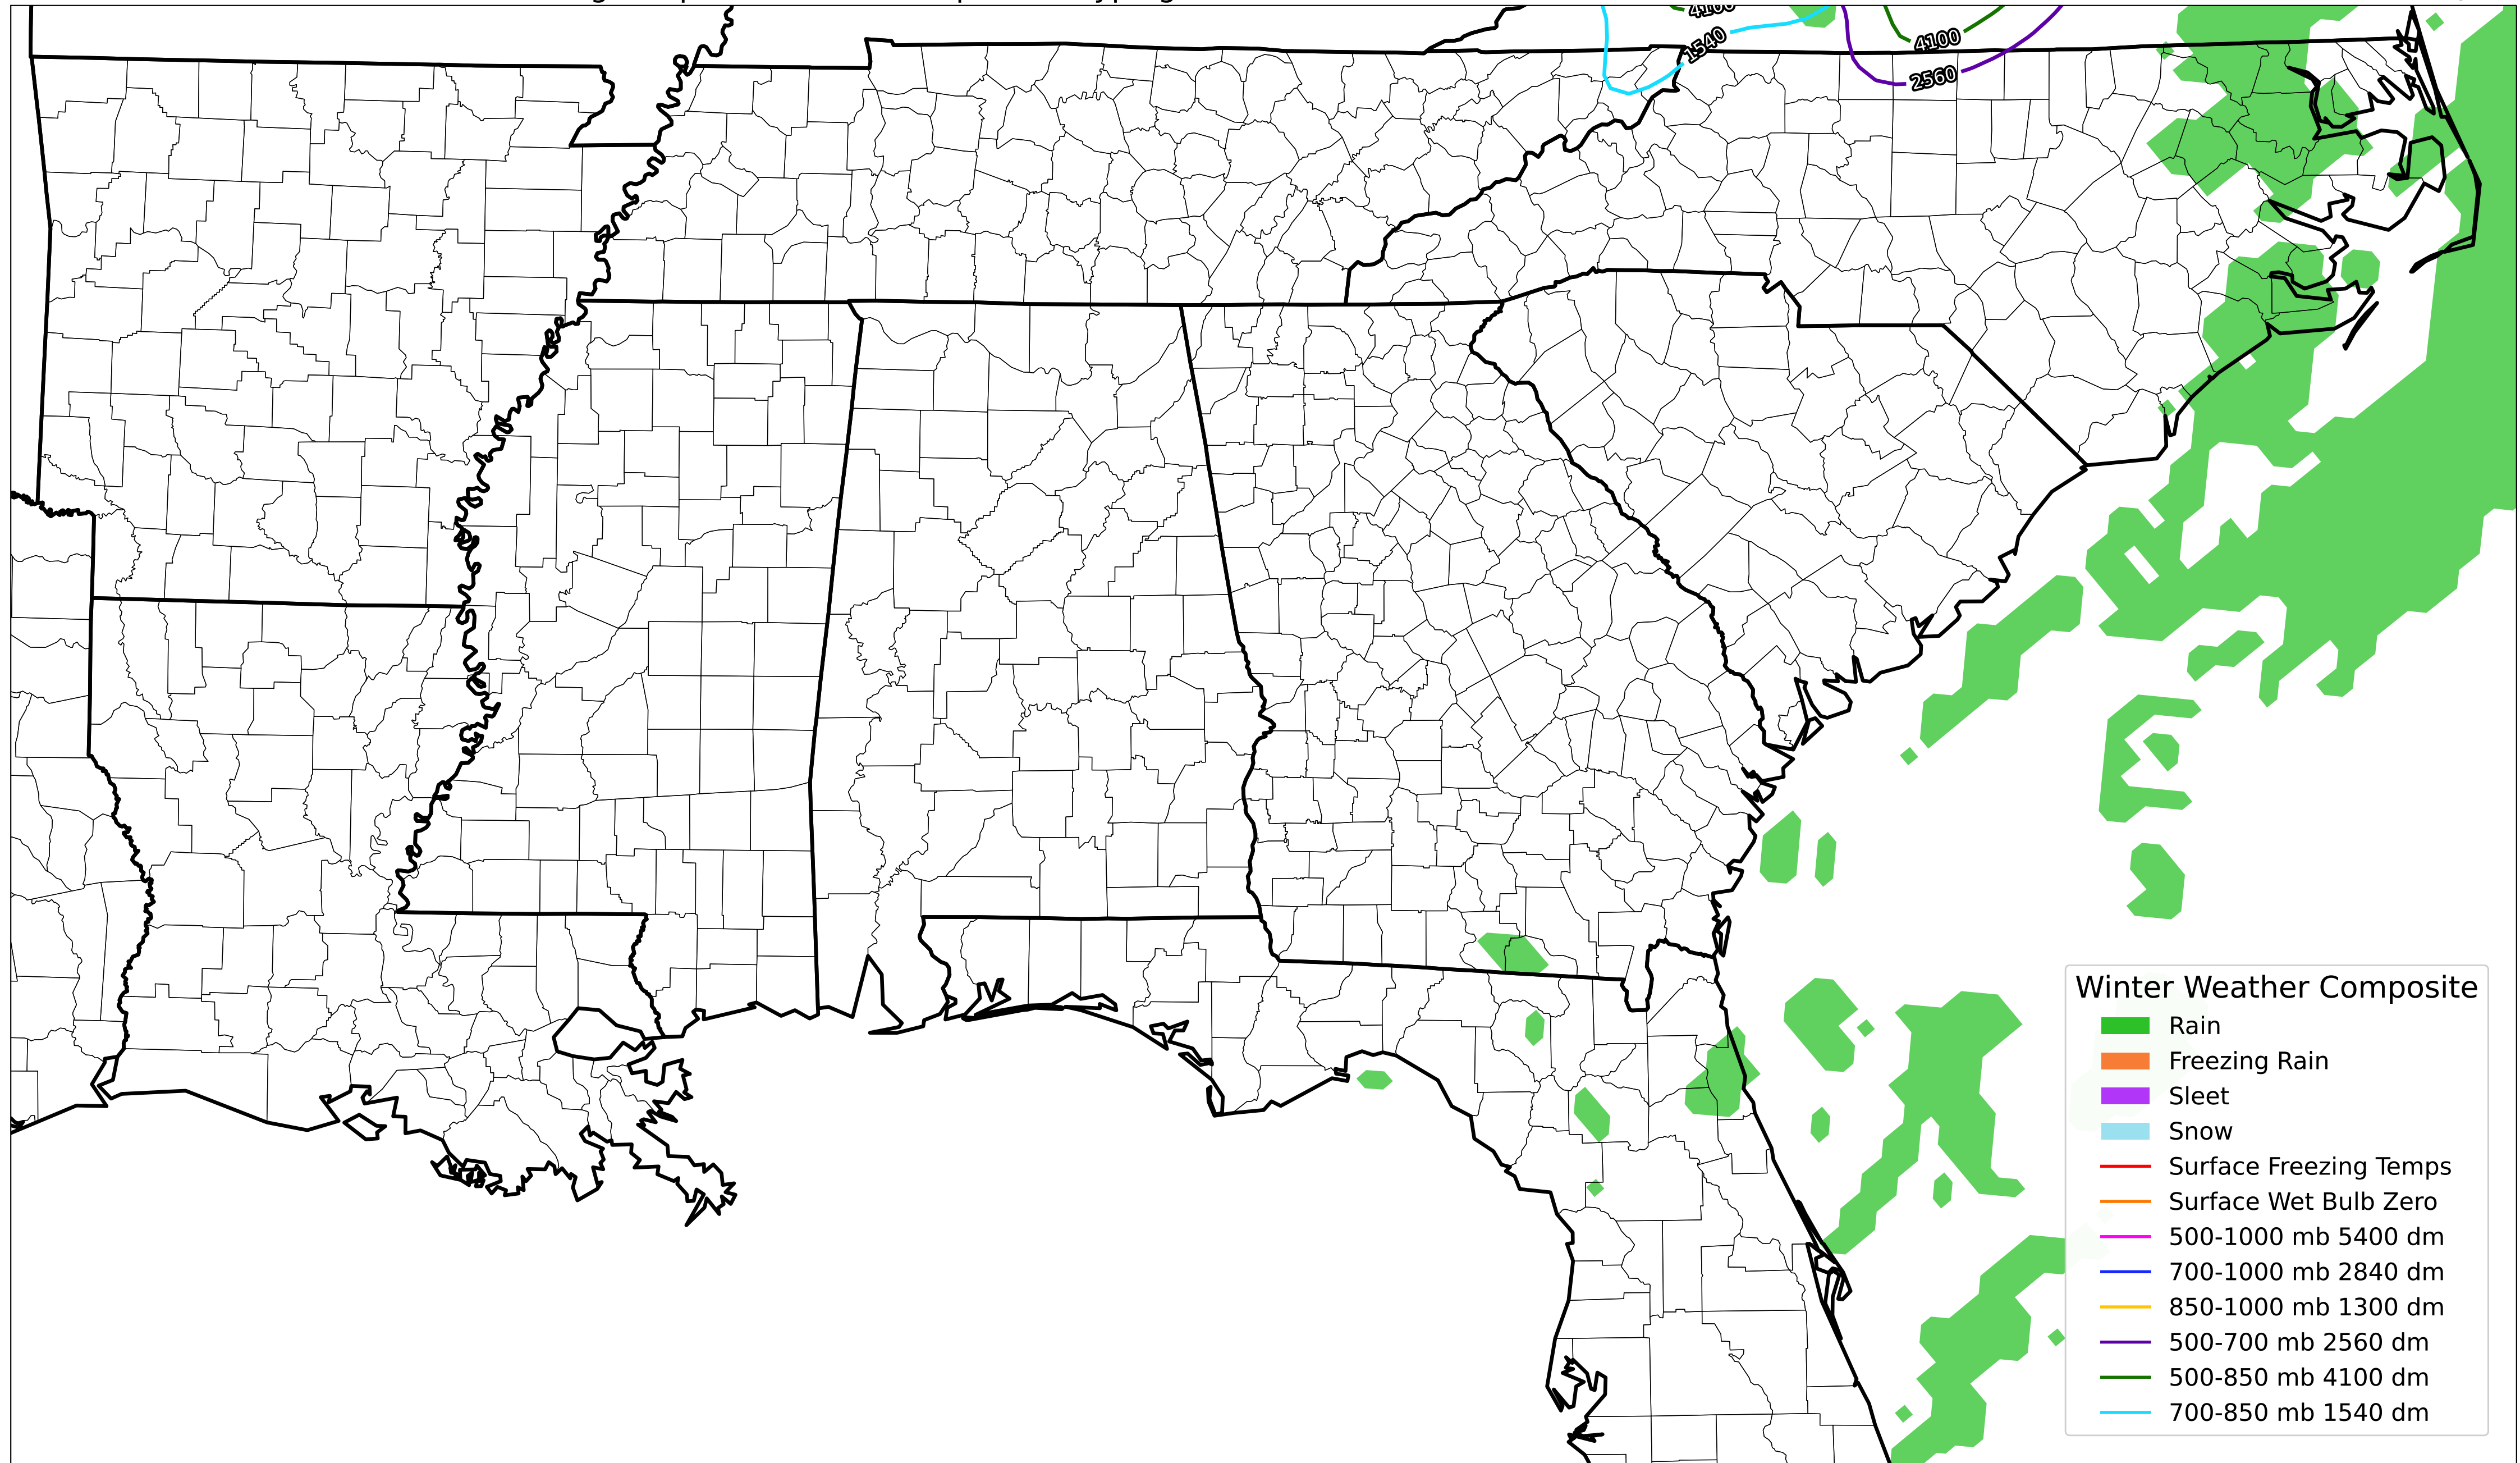 4100
1540
4100
2560
Winter Weather Composite
Rain
Freezing Rain
Sleet
Snow
Surface Freezing Temps
Surface Wet Bulb Zero
500-1000 mb 5400 dm
700-1000 mb 2840 dm
850-1000 mb 1300 dm
500-700 mb 2560 dm
500-850 mb 4100 dm
700-850 mb 1540 dm